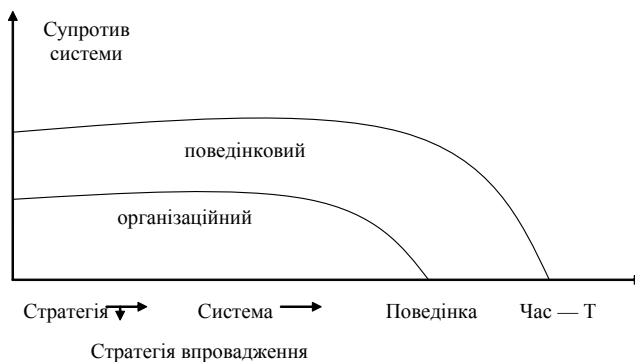 Супротив
системи
поведінковий
організаційний
Стратегія Система Поведінка Час — Т
Стратегія впровадження